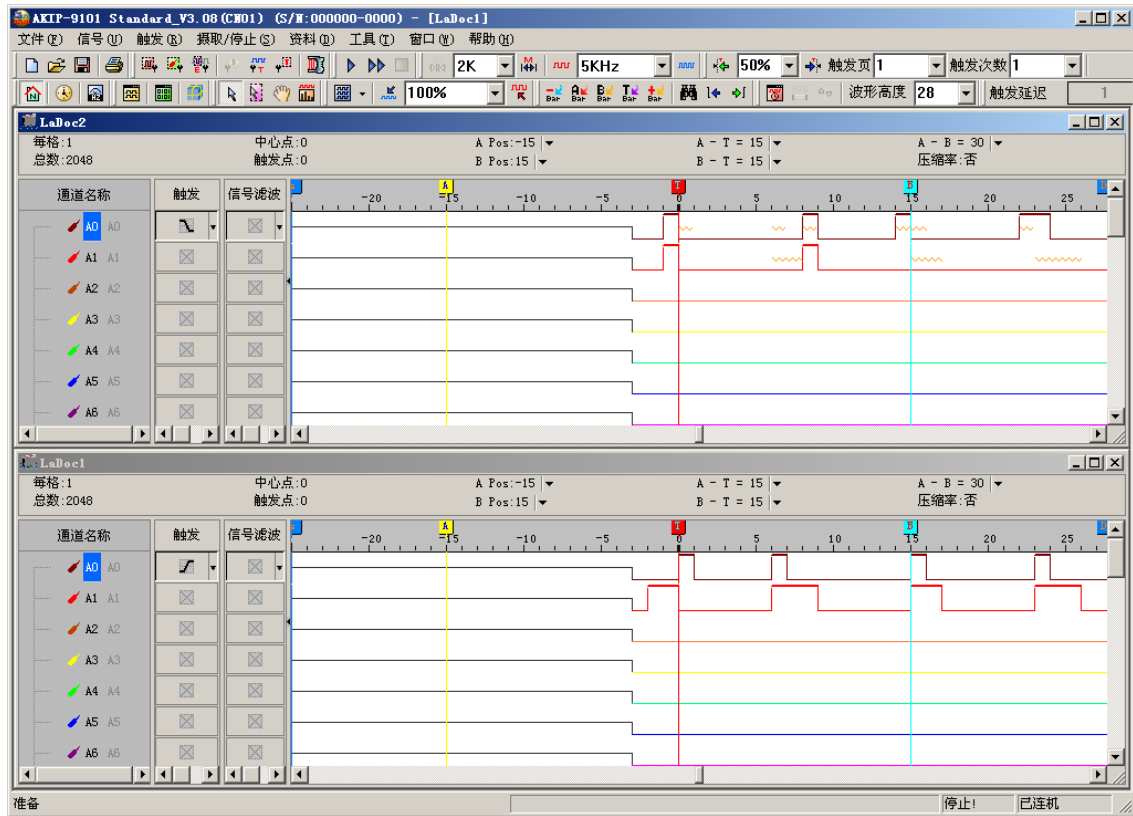 AKIP-9101 Standard_V3.08(CN01) (S/N:000000-0000) - [LaDoc1]
文件(F) 信号(U) 触发(R) 摄取/停止(S) 资料(D) 工具(T) 窗口(W) 帮助(H)
2K 5KHz 50% 触发页 1 触发次数 1
100% Bar Bar Bar Bar Bar 波形高度 28 触发延迟 1
LaDoc2
每格:1 中心点:0 A Pos:-15 A - T = 15 A - B = 30
总数:2048 触发点:0 B Pos:15 B - T = 15 压缩率:否
通道名称 触发 信号滤波 A T B
-20 -15 -10 -5 0 5 10 15 20 25
A0 A0
A1 A1
A2 A2
A3 A3
A4 A4
A5 A5
A6 A6
LaDoc1
每格:1 中心点:0 A Pos:-15 A - T = 15 A - B = 30
总数:2048 触发点:0 B Pos:15 B - T = 15 压缩率:否
通道名称 触发 信号滤波 A T B
-20 -15 -10 -5 0 5 10 15 20 25
A0 A0
A1 A1
A2 A2
A3 A3
A4 A4
A5 A5
A6 A6
准备 停止! 已连机